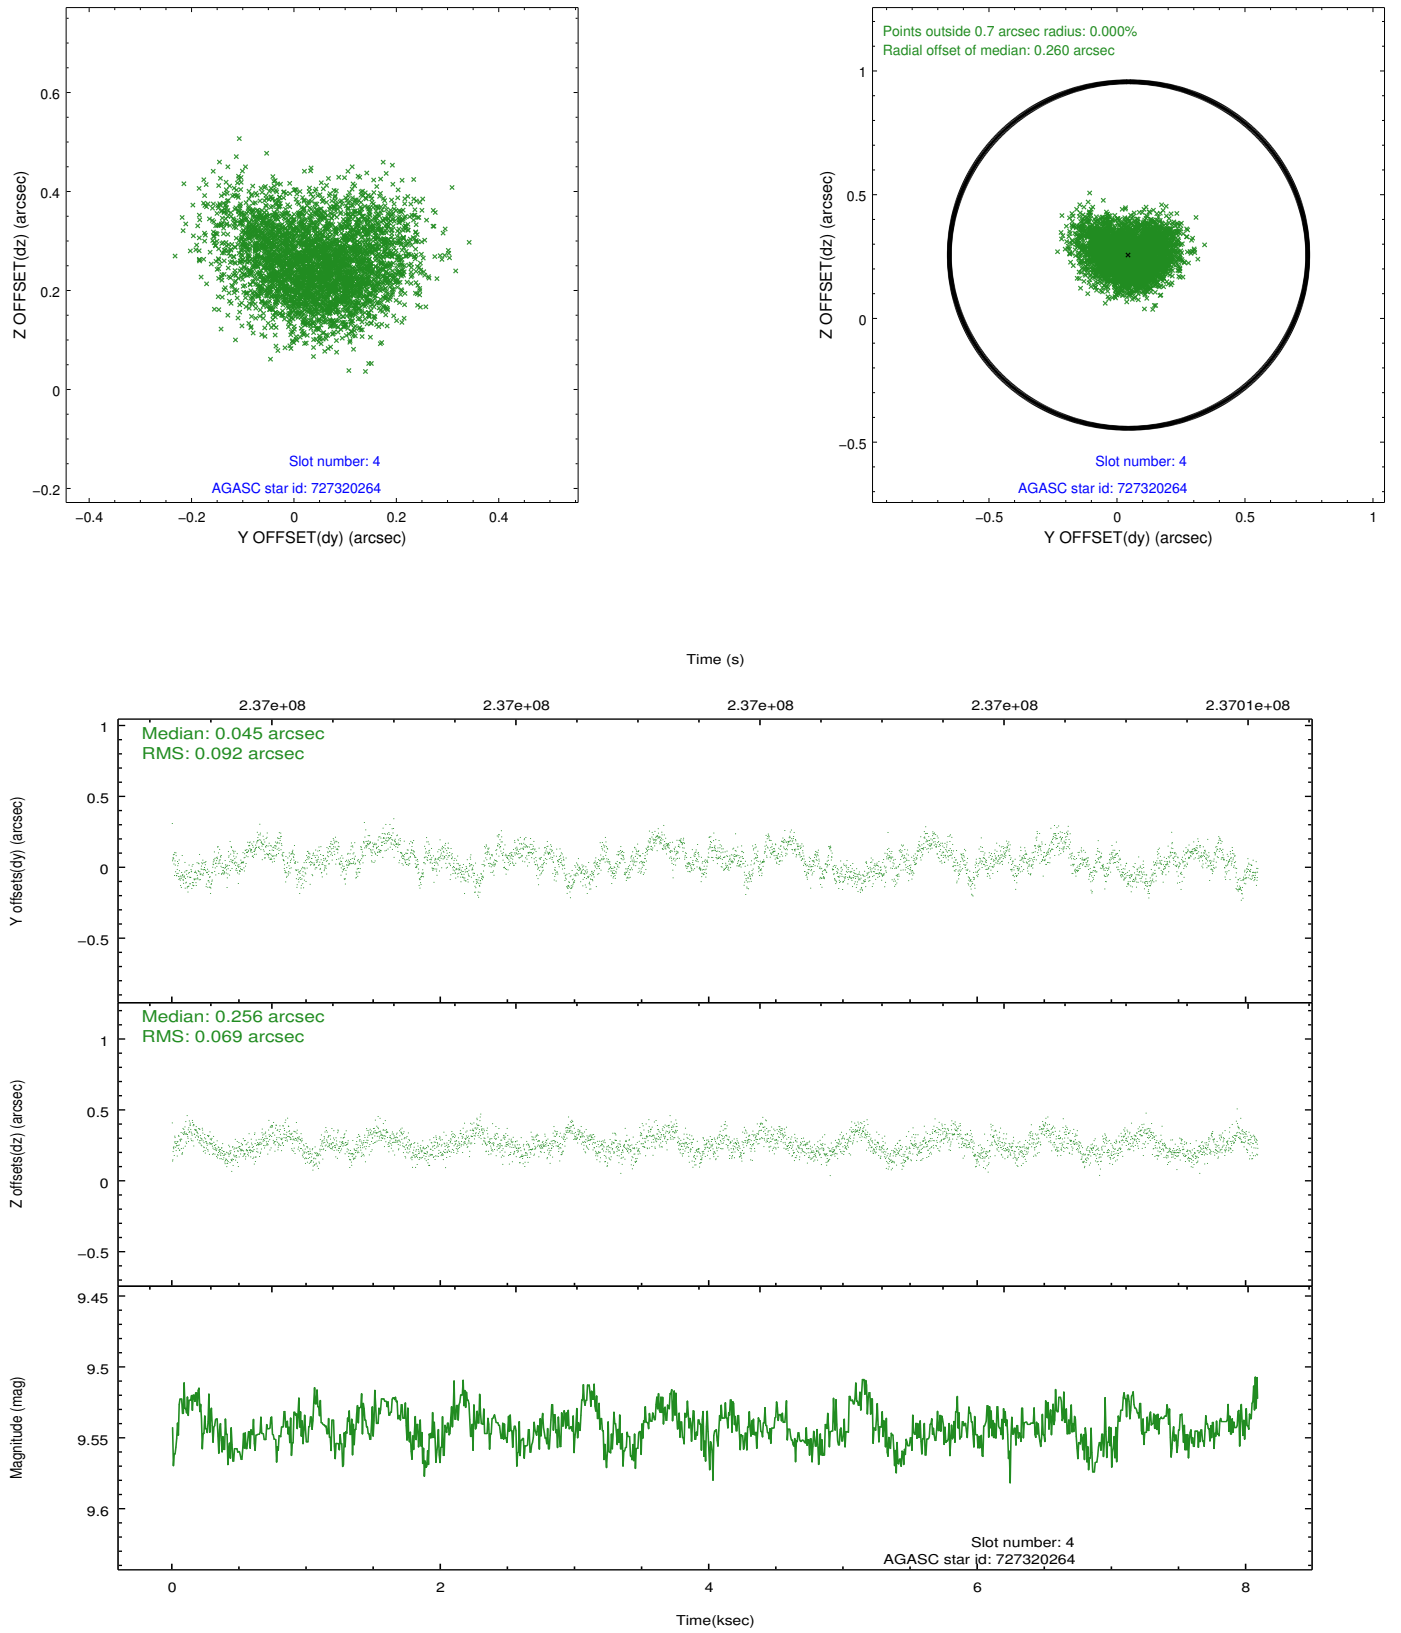 0.6
0.4
0.2
0
−0.2
−0.4
−0.2
0
0.2
0.4
Z OFFSET(dz) (arcsec)
Y OFFSET(dy) (arcsec)
Slot number: 4
AGASC star id: 727320264
Points outside 0.7 arcsec radius: 0.000%
Radial offset of median: 0.260 arcsec
1
0.5
0
−0.5
−0.5
0
0.5
1
Z OFFSET(dz) (arcsec)
Y OFFSET(dy) (arcsec)
Slot number: 4
AGASC star id: 727320264
Time (s)
2.37e+08
2.37e+08
2.37e+08
2.37e+08
2.3701e+08
Median: 0.045 arcsec
RMS: 0.092 arcsec
1
0.5
0
−0.5
Y offsets(dy) (arcsec)
Median: 0.256 arcsec
RMS: 0.069 arcsec
1
0.5
0
−0.5
Z offsets(dz) (arcsec)
9.45
9.5
9.55
9.6
Magnitude (mag)
Slot number: 4
AGASC star id: 727320264
0
2
4
6
8
Time(ksec)